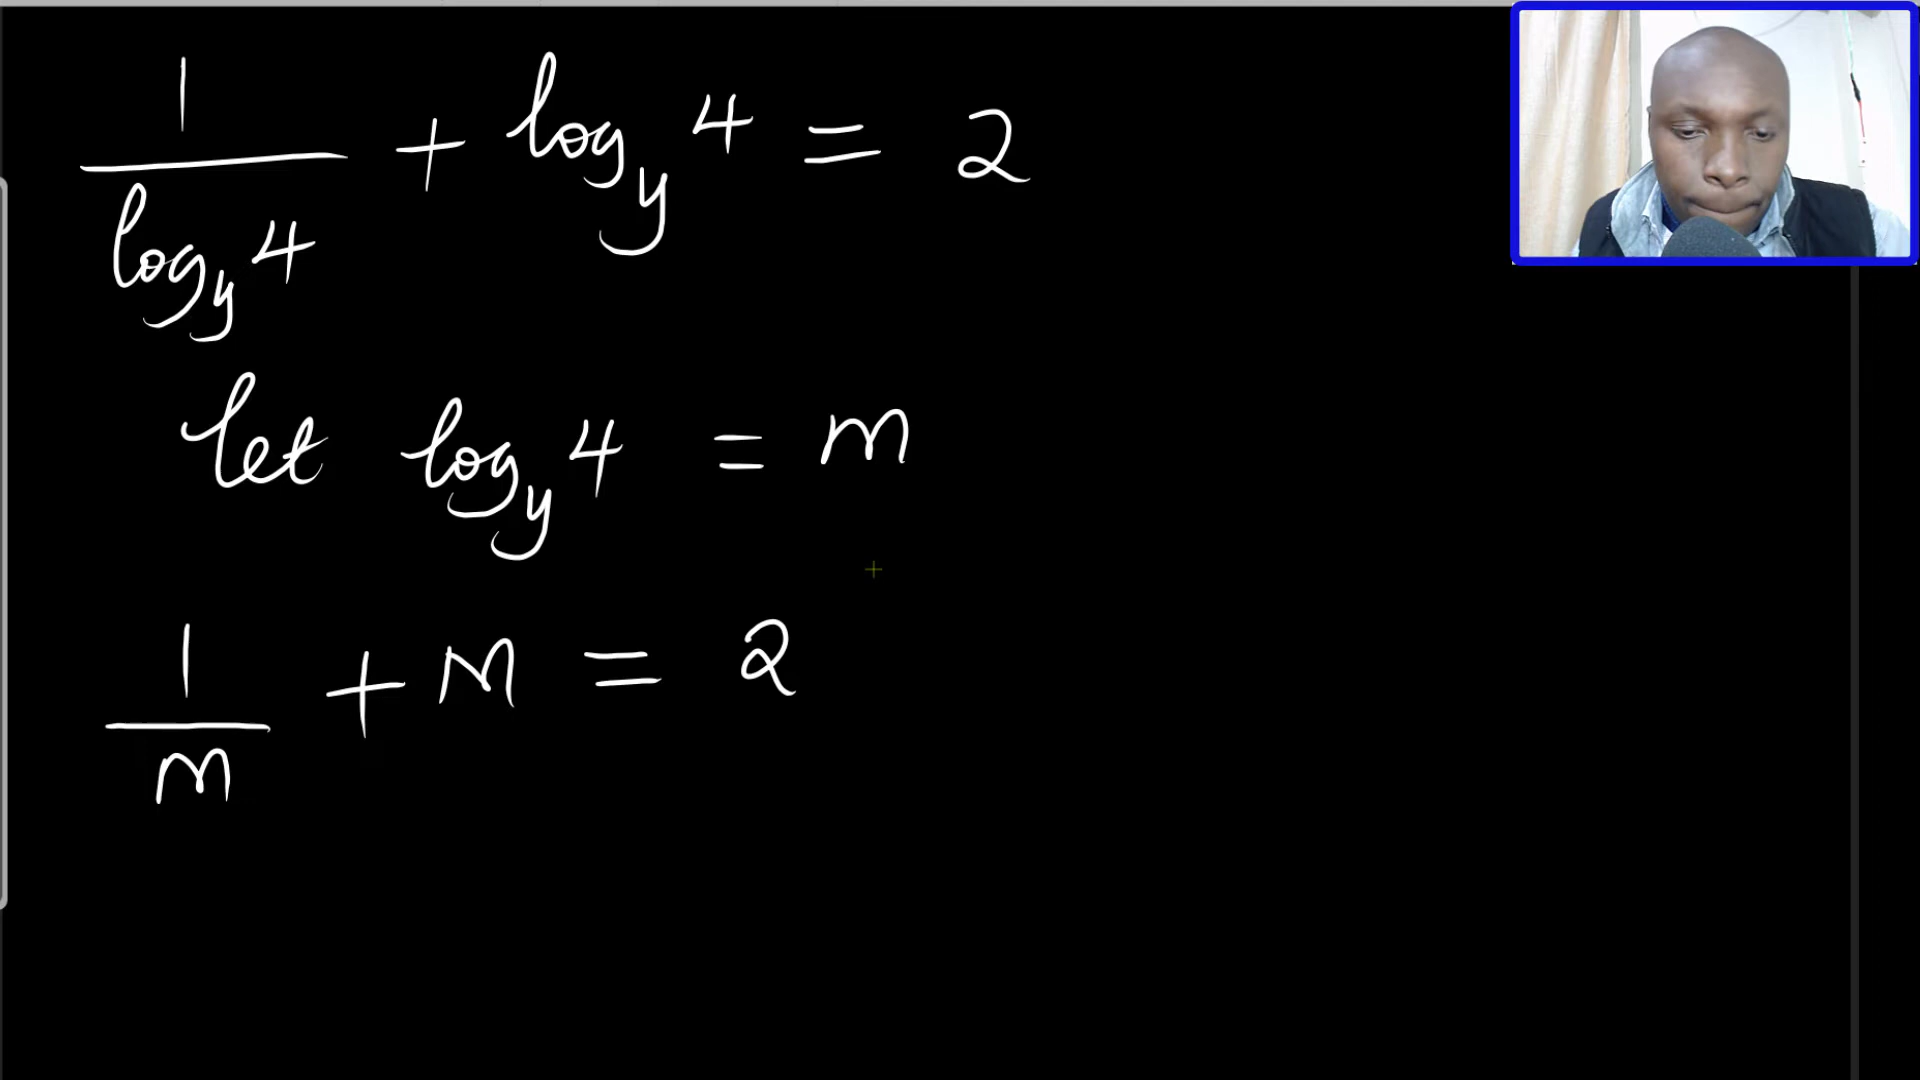 1/log_y 4 + log_y 4 = 2
let log_y 4 = m
1/m + m = 2